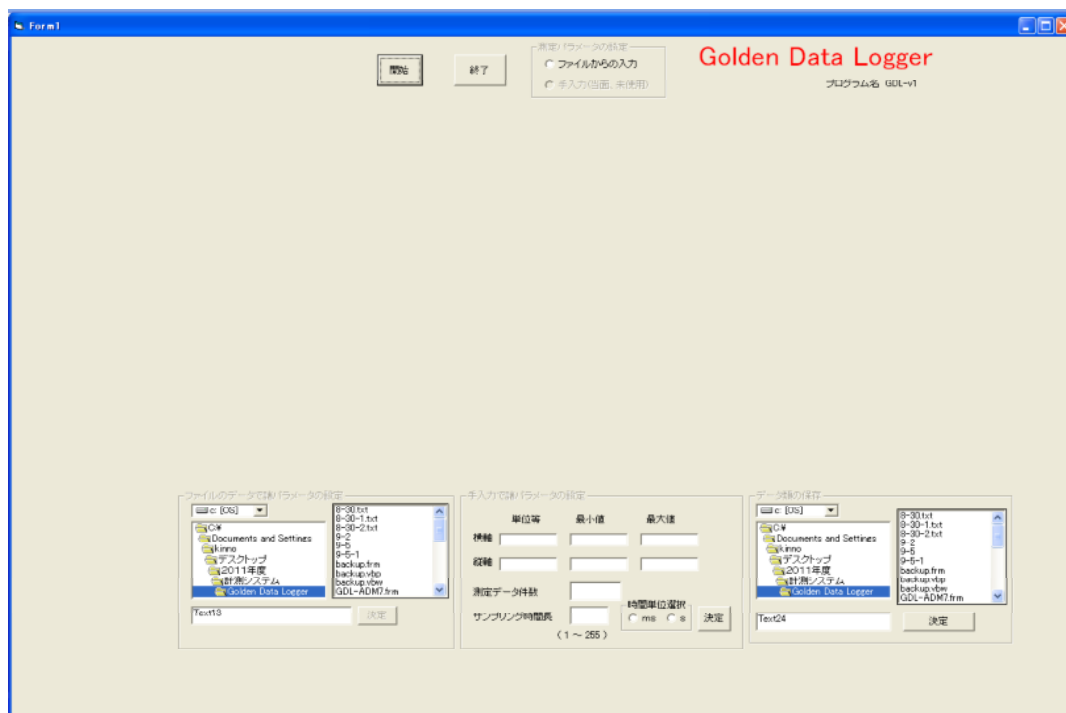 Form1
開始
終了
測定パラメータの設定
ファイルからの入力
手入力(当面、未使用)
Golden Data Logger
プログラム名 GDL-v1
ファイルのデータで諸パラメータの設定
c: [OS]
C:¥
Documents and Settings
kinno
デスクトップ
2011年度
計測システム
Golden Data Logger
8-30.txt
8-30-1.txt
8-30-2.txt
9-2
9-5
9-5-1
backup.frm
backup.vbp
backup.vbw
GDL-ADM7.frm
Text13
決定
手入力で諸パラメータの設定
単位等 最小値 最大値
横軸
縦軸
測定データ件数
サンプリング時間長
(1 ~ 255)
時間単位選択
ms s
決定
データ類の保存
c: [OS]
C:¥
Documents and Settings
kinno
デスクトップ
2011年度
計測システム
Golden Data Logger
8-30.txt
8-30-1.txt
8-30-2.txt
9-2
9-5
9-5-1
backup.frm
backup.vbp
backup.vbw
GDL-ADM7.frm
Text24
決定